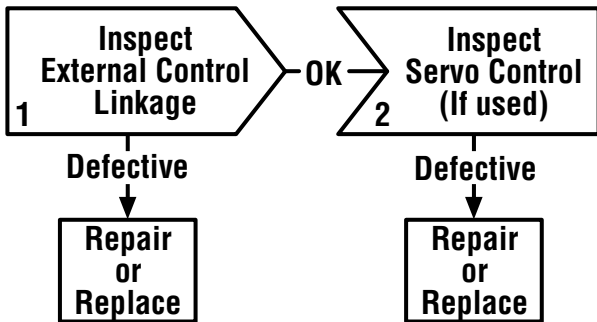 Inspect
External Control
Linkage
1
OK
Inspect
Servo Control
(If used)
2
Defective
Defective
Repair
or
Replace
Repair
or
Replace